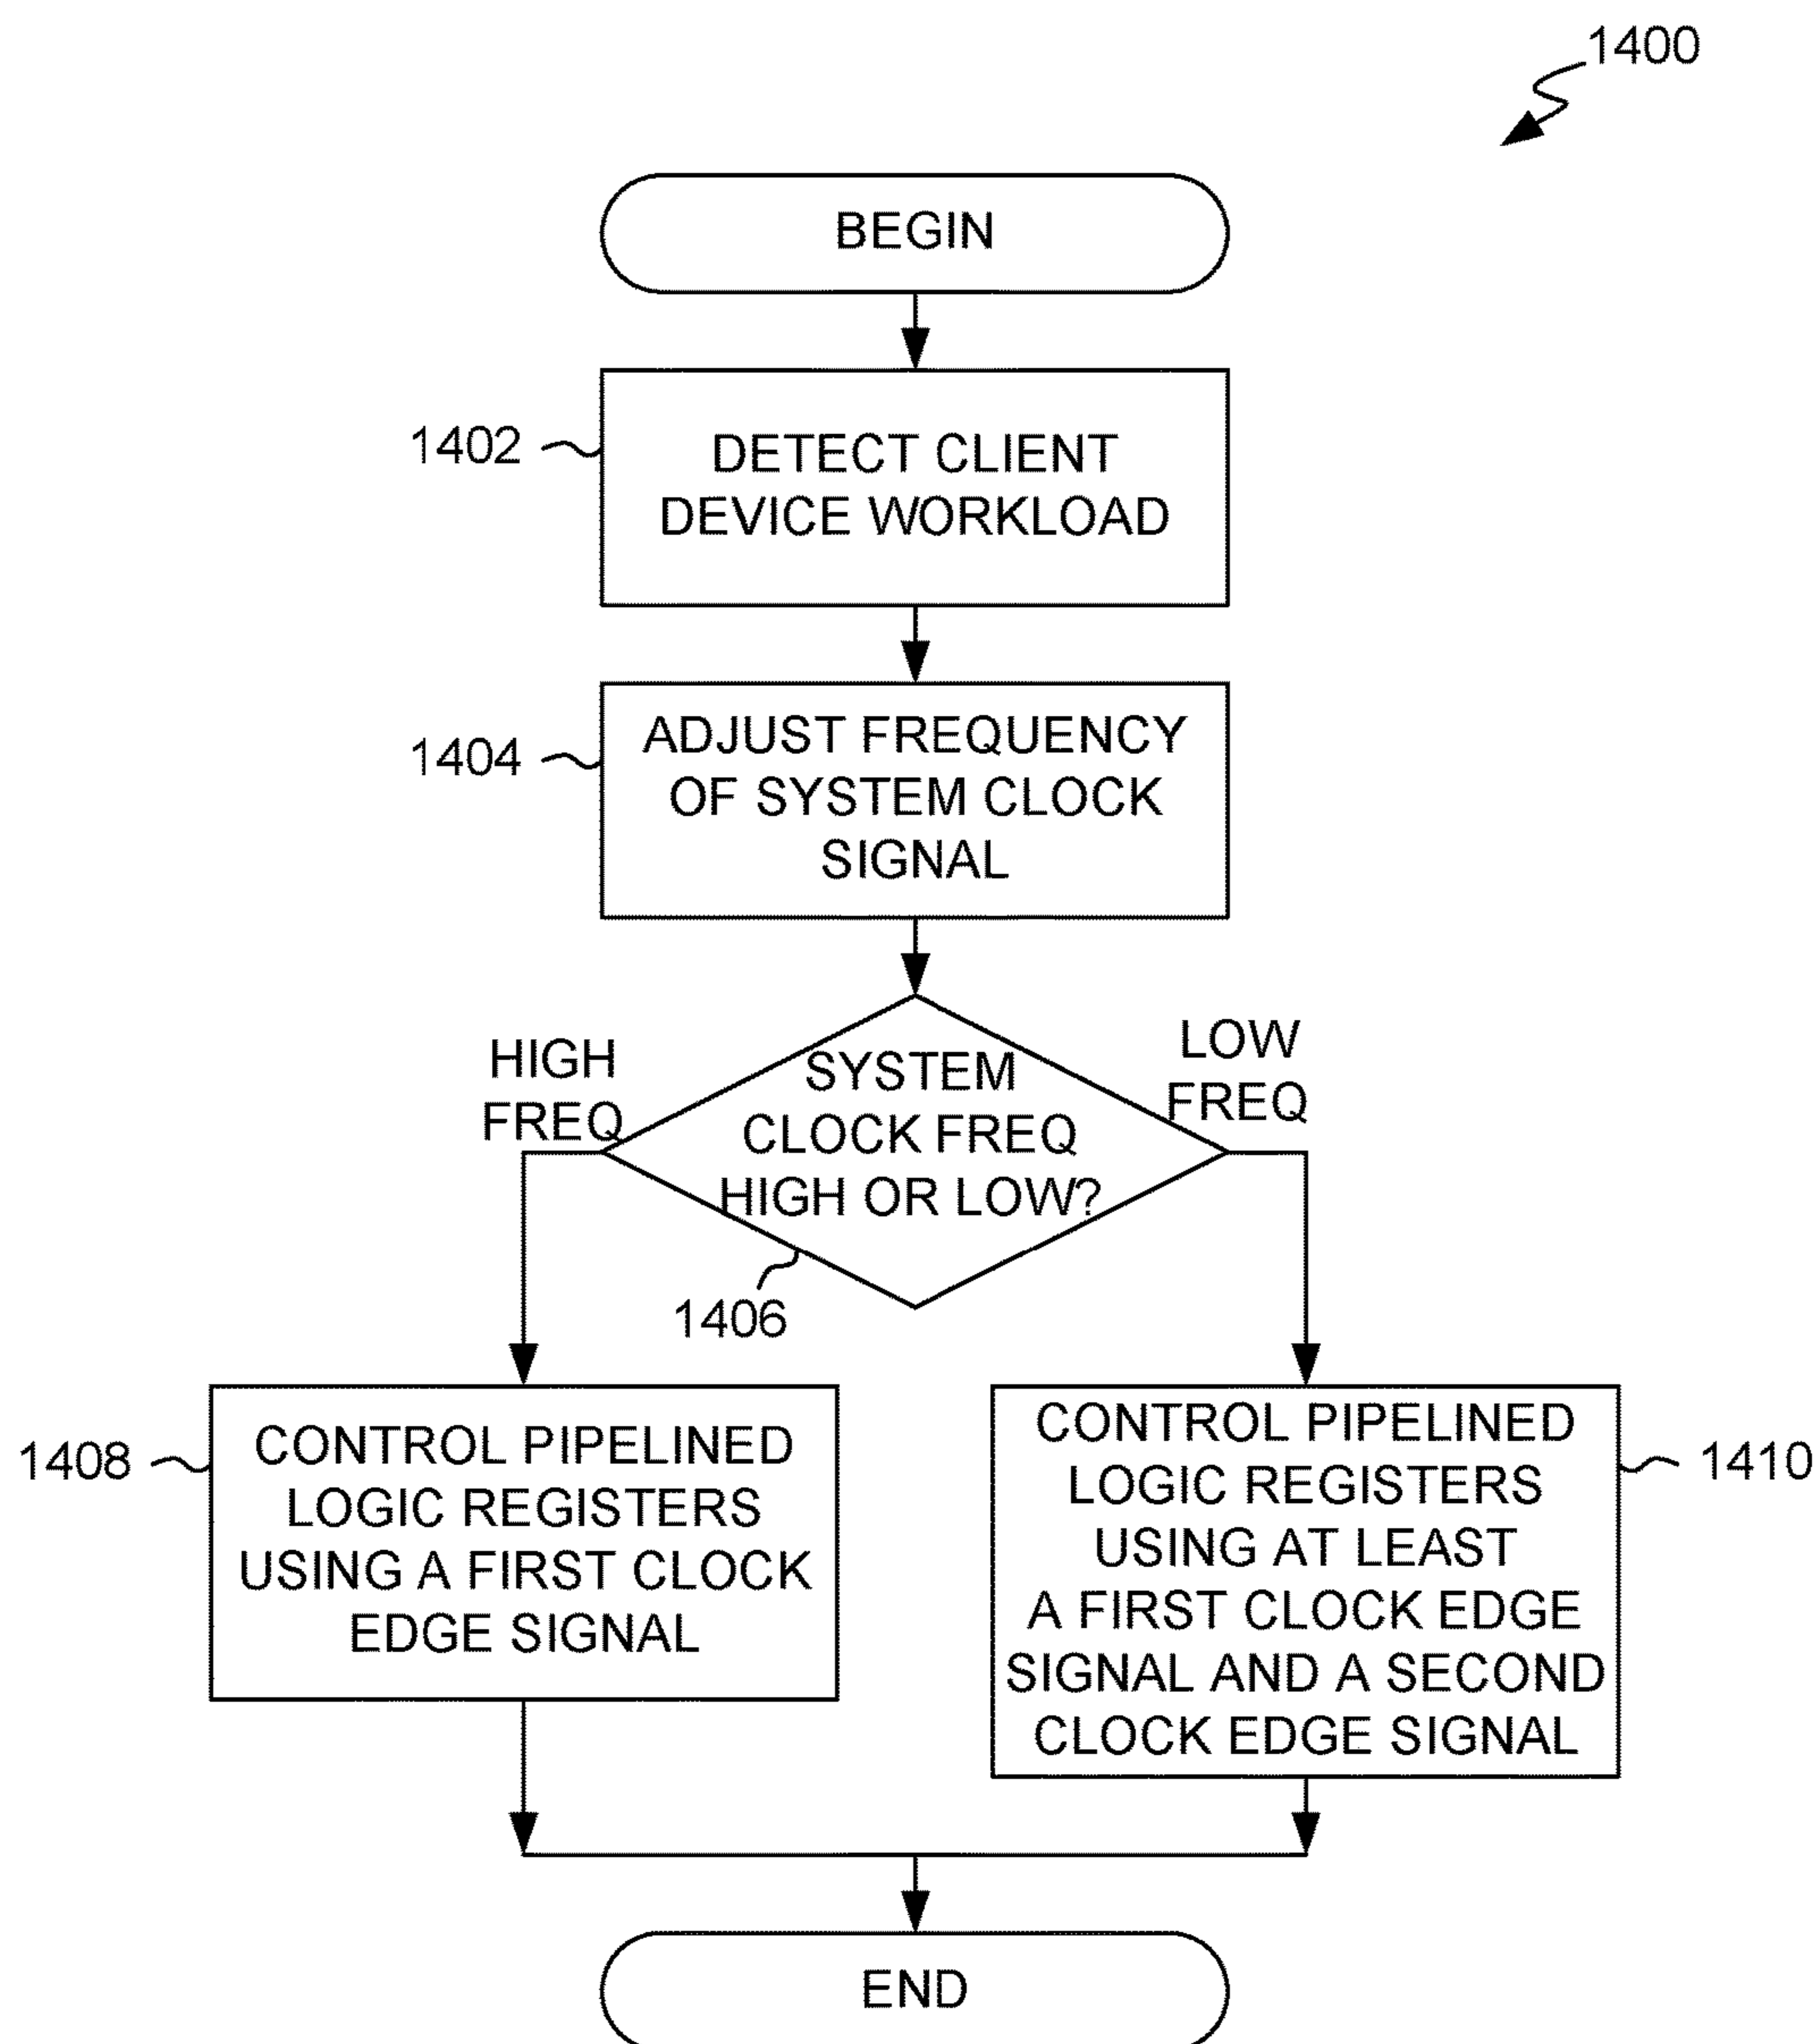 1400
BEGIN
1402
DETECT CLIENT
DEVICE WORKLOAD
1404
ADJUST FREQUENCY
OF SYSTEM CLOCK
SIGNAL
HIGH
FREQ
SYSTEM
CLOCK FREQ
HIGH OR LOW?
LOW
FREQ
1406
1408
CONTROL PIPELINED
LOGIC REGISTERS
USING A FIRST CLOCK
EDGE SIGNAL
CONTROL PIPELINED
LOGIC REGISTERS
USING AT LEAST
A FIRST CLOCK EDGE
SIGNAL AND A SECOND
CLOCK EDGE SIGNAL
1410
END